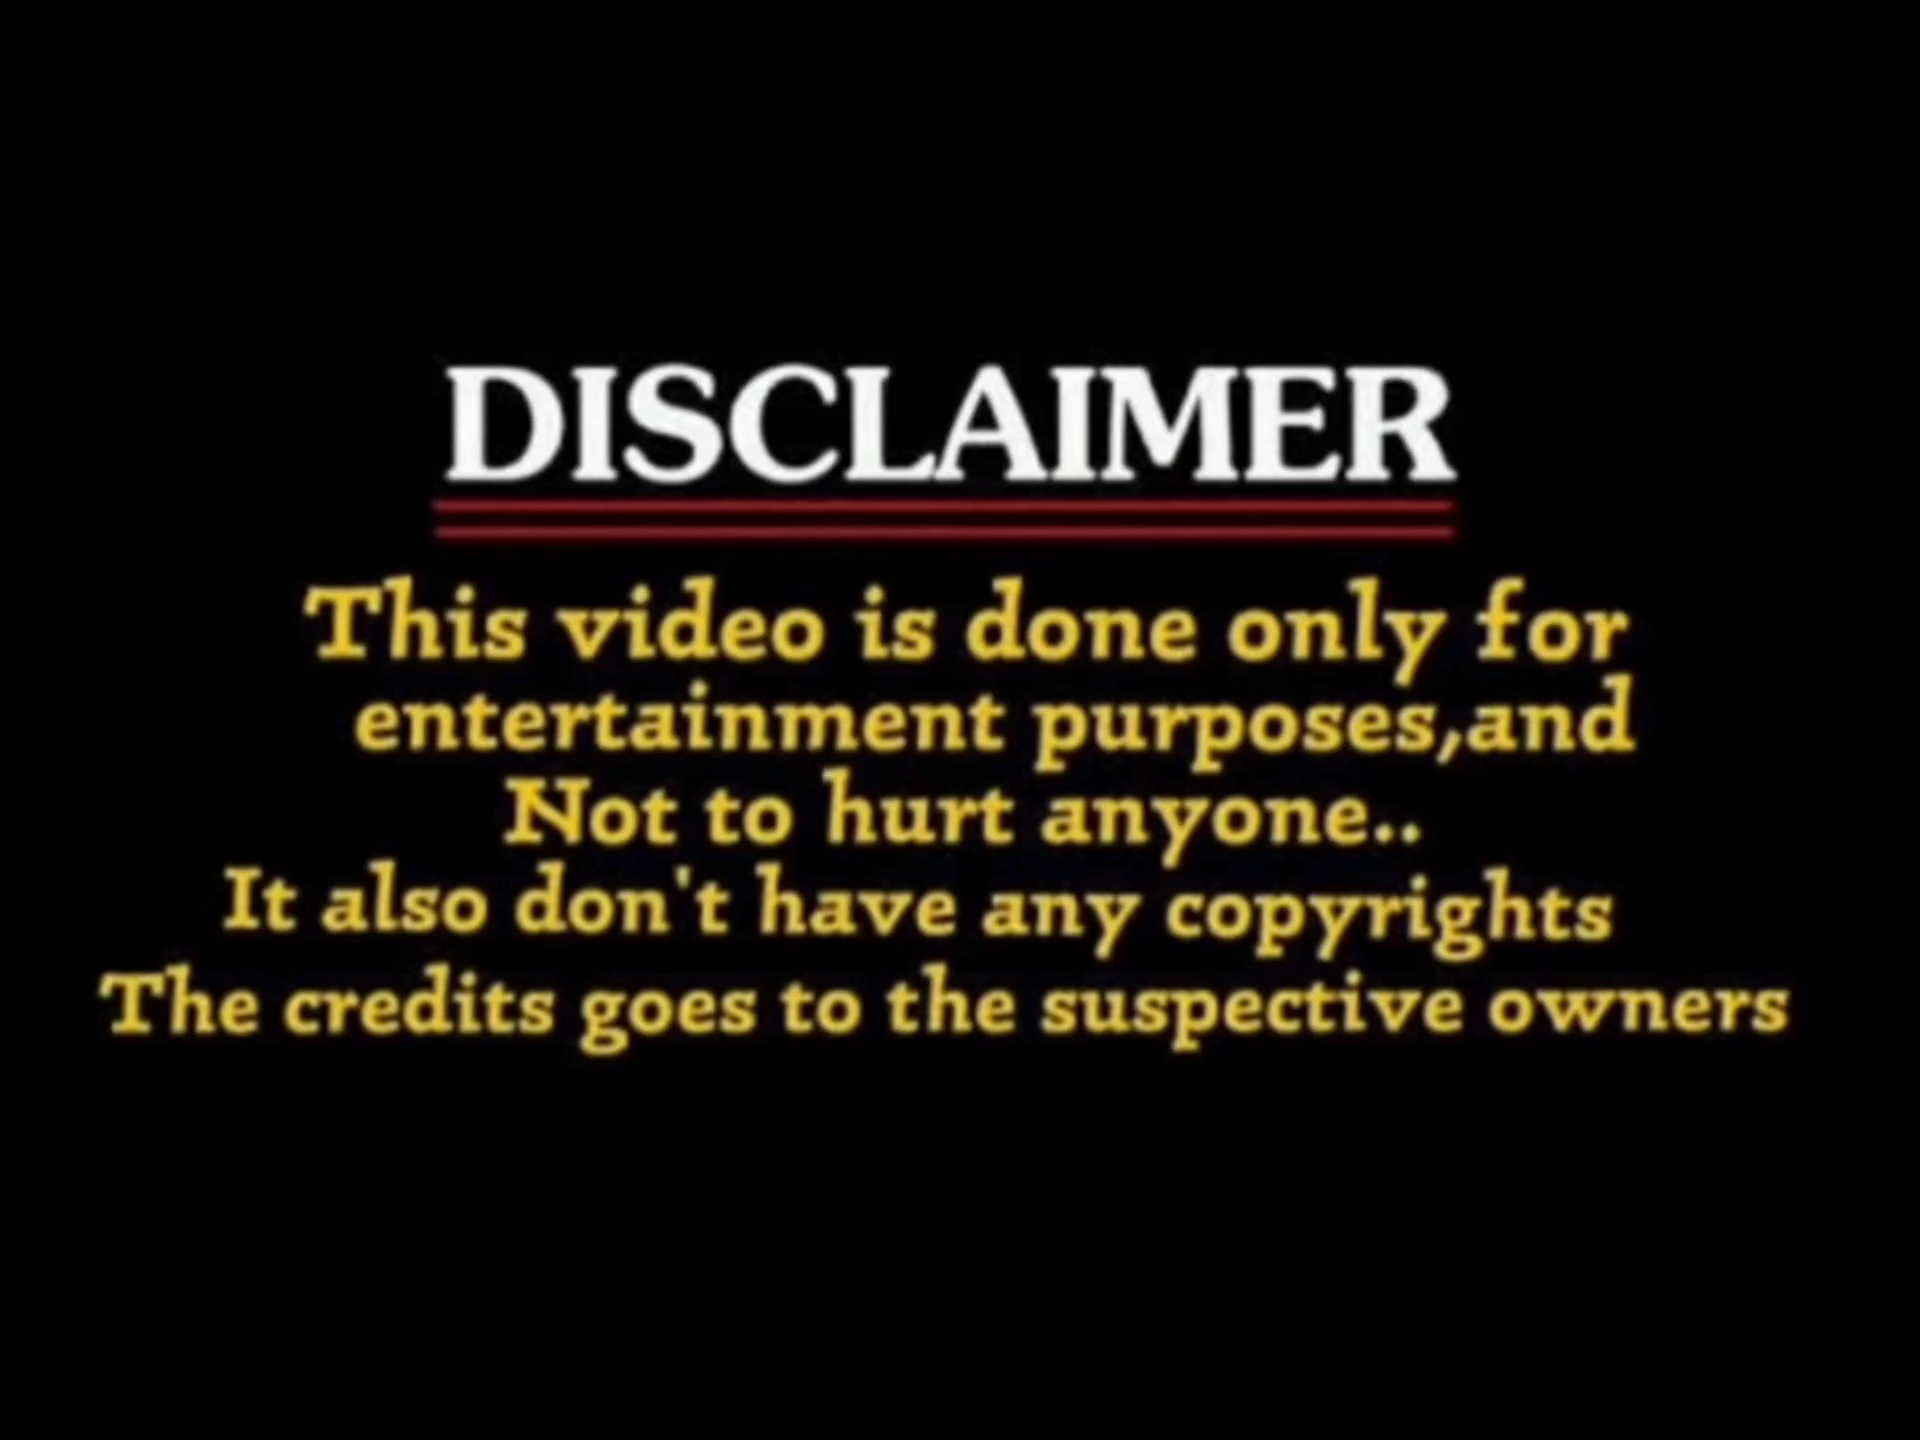 DISCLAIMER
This video is done only for
entertainment purposes,and
Not to hurt anyone..
It also don't have any copyrights
The credits goes to the suspective owners